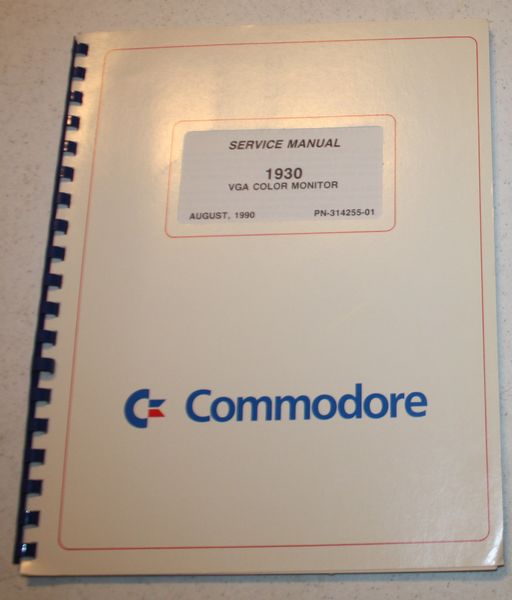 SERVICE MANUAL
1930
VGA COLOR MONITOR
AUGUST, 1990 PN-314255-01
Commodore